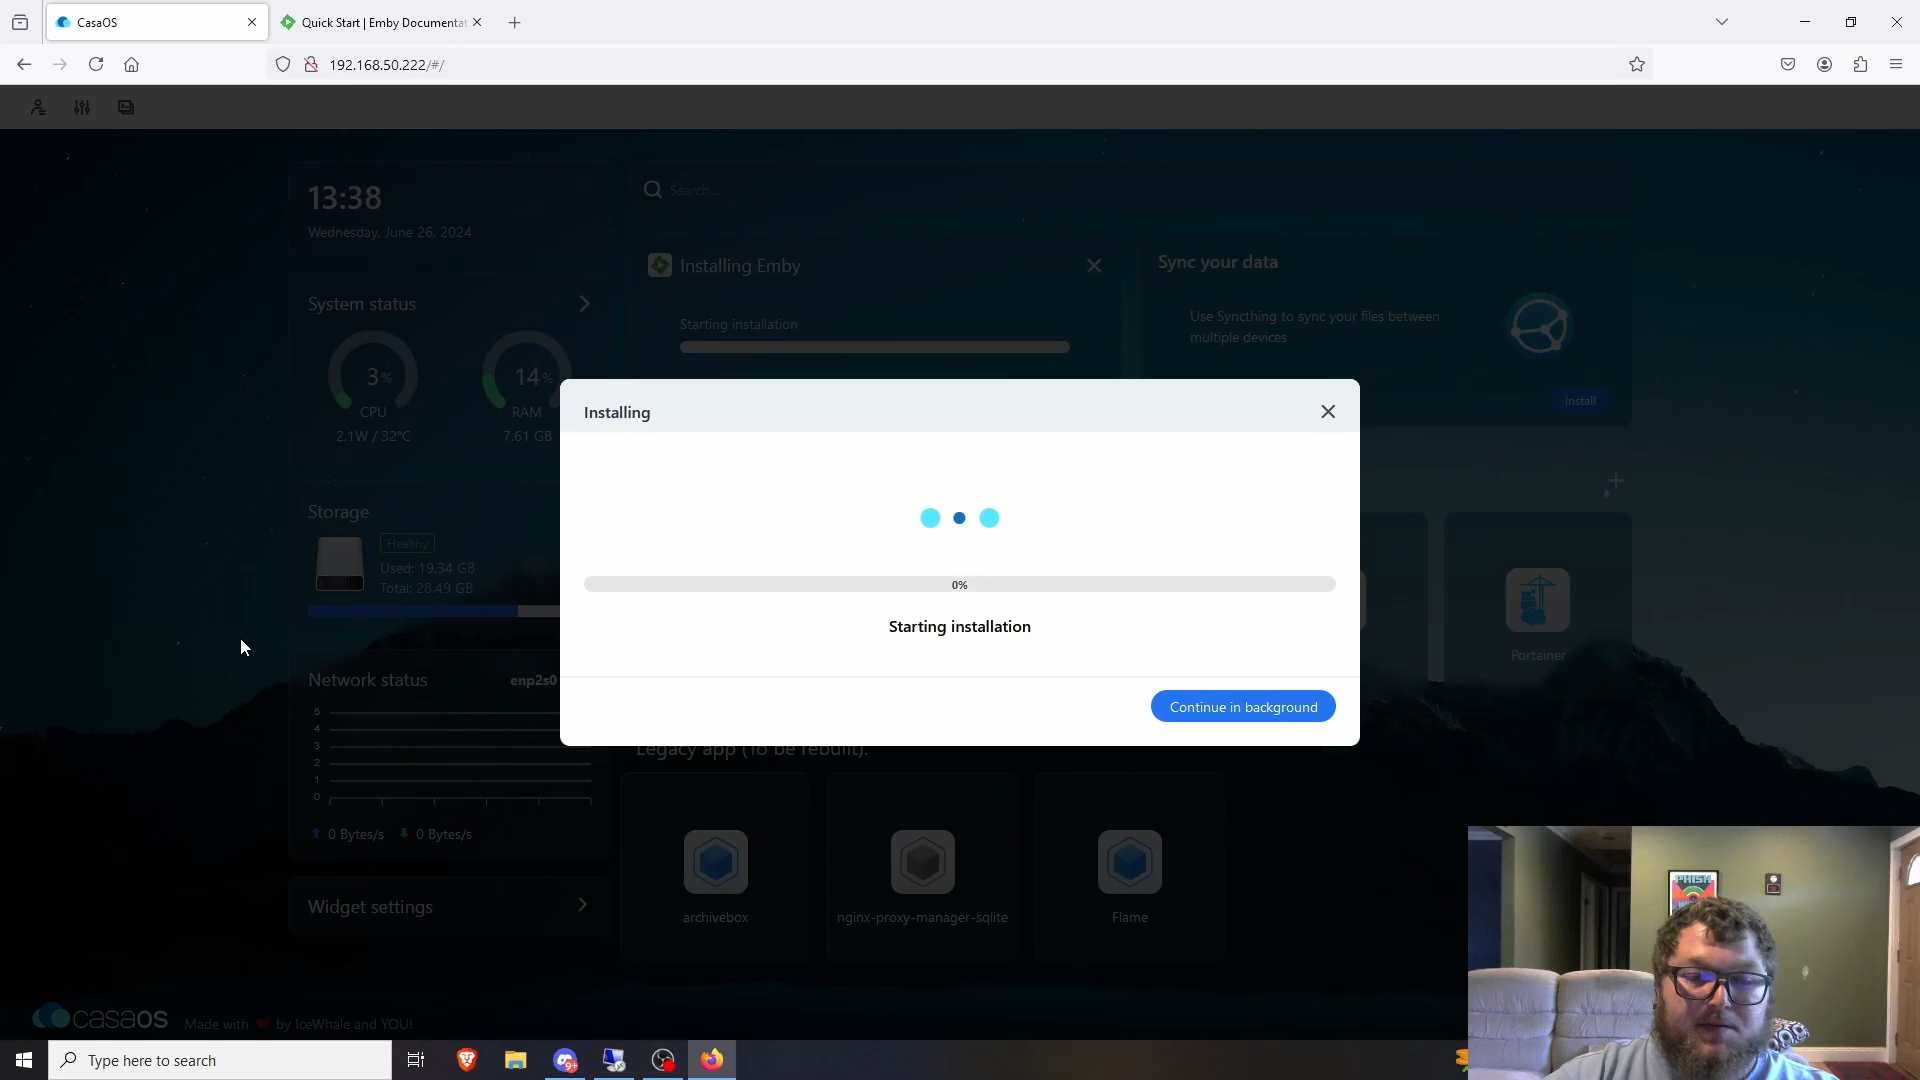 CasaOS
Quick Start | Emby Documentat
192.168.50.222/#/
13:38
Wednesday, June 26, 2024
Search...
Installing Emby
Starting installation
Sync your data
Use Syncthing to sync your files between
multiple devices
Install
System status
3%
CPU
2.1W / 32°C
14%
RAM
7.61 GB
Installing
0%
Starting installation
Continue in background
Storage
Healthy
Used: 19.34 GB
Total: 28.49 GB
Portainer
Network status
enp2s0
5
4
3
2
1
0
0 Bytes/s
0 Bytes/s
Legacy app (To be rebuilt).
archivebox
nginx-proxy-manager-sqlite
Flame
Widget settings
casaos
Made with ❤ by IceWhale and YOU!
PHISH
Type here to search
9+